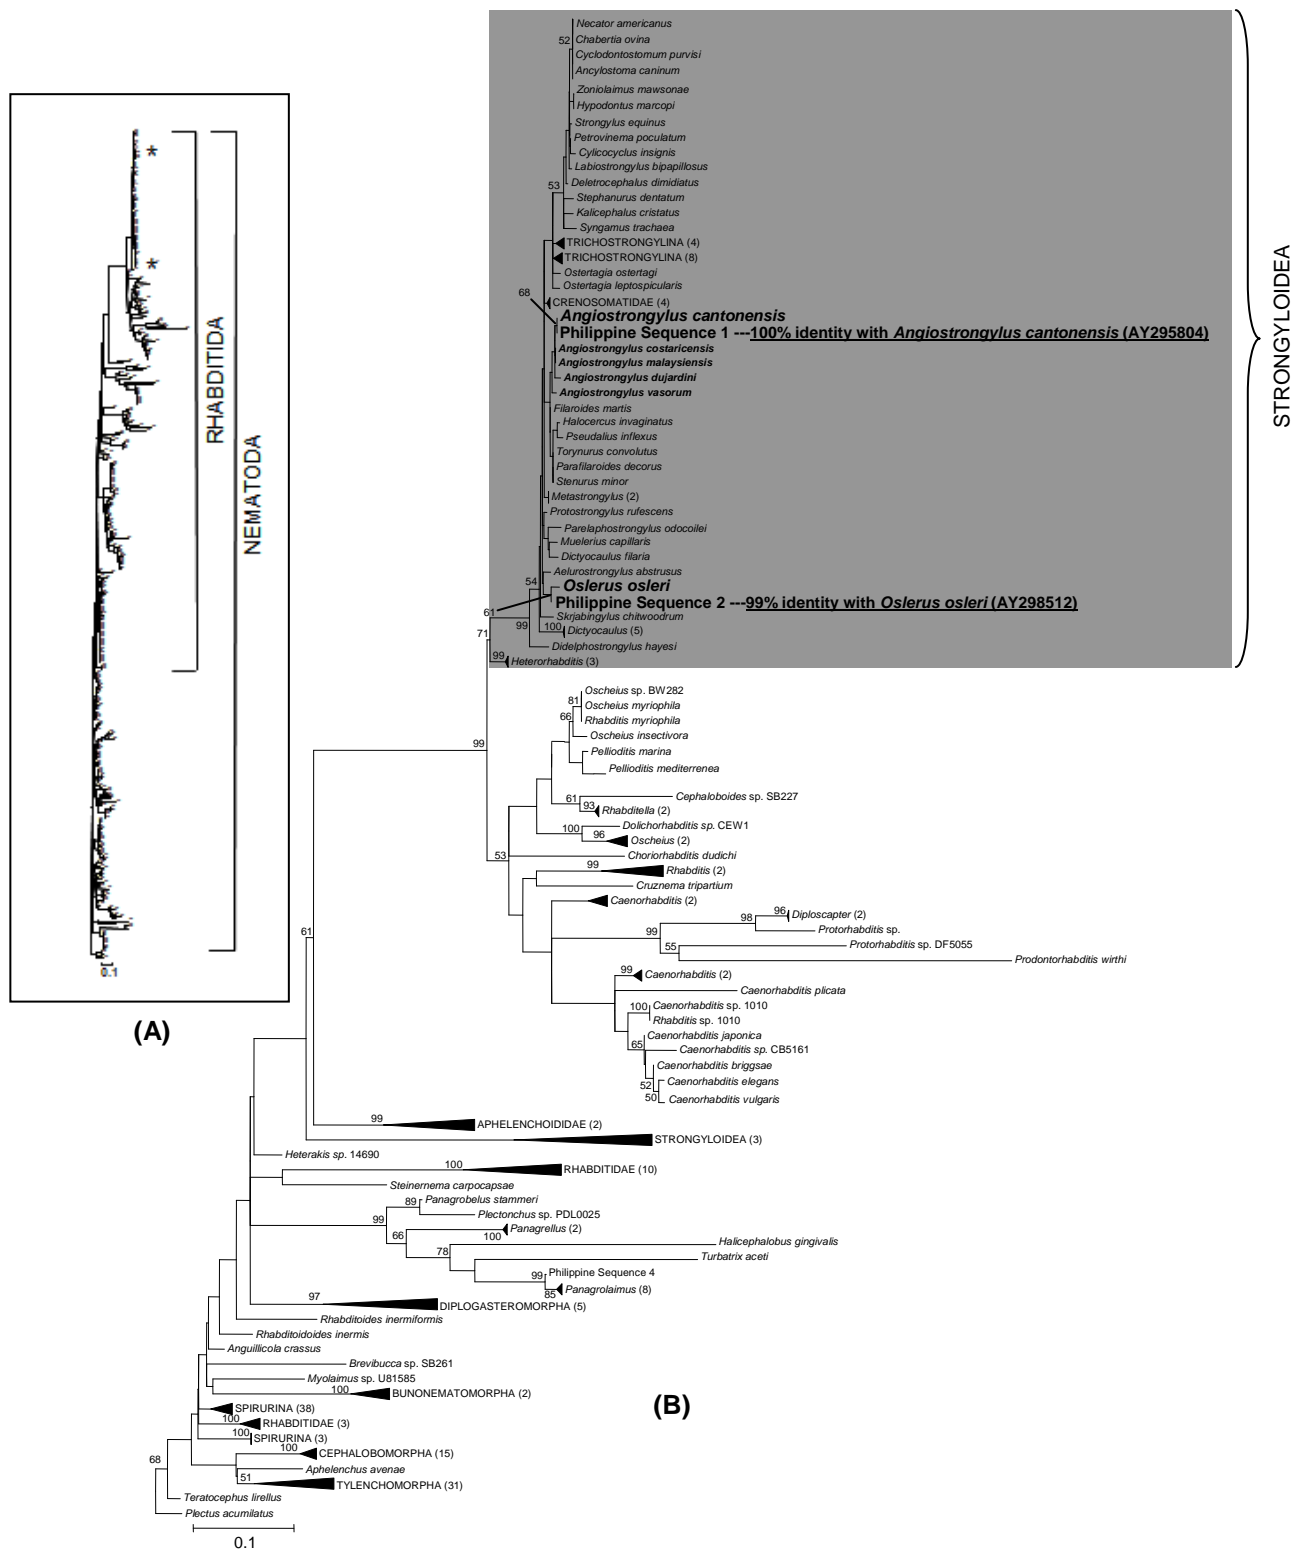 *
*
RHABDITIDA
NEMATODA
0.1
(A)
Necator americanus
52
Chabertia ovina
Cyclodontostomum purvisi
Ancylostoma caninum
Zoniolaimus mawsonae
Hypodontus marcopi
Strongylus equinus
Petrovinema poculatum
Cylicocyclus insignis
Labiostrongylus bipapillosus
Deletrocephalus dimidiatus
53
Stephanurus dentatum
Kalicephalus cristatus
Syngamus trachaea
TRICHOSTRONGYLINA (4)
TRICHOSTRONGYLINA (8)
Ostertagia ostertagi
Ostertagia leptospicularis
68
CRENOSOMATIDAE (4)
Angiostrongylus cantonensis
Philippine Sequence 1 ---100% identity with Angiostrongylus cantonensis (AY295804)
Angiostrongylus costaricensis
Angiostrongylus malaysiensis
Angiostrongylus dujardini
Angiostrongylus vasorum
Filaroides martis
Halocercus invaginatus
Pseudalius inflexus
Torynurus convolutus
Parafilaroides decorus
Stenurus minor
Metastrongylus (2)
Protostrongylus rufescens
Parelaphostrongylus odocoilei
Muelerius capillaris
Dictyocaulus filaria
Aelurostrongylus abstrusus
54
Oslerus osleri
Philippine Sequence 2 ---99% identity with Oslerus osleri (AY298512)
61
Skrjabingylus chitwoodrum
99
100
Dictyocaulus (5)
71
Didelphostrongylus hayesi
99
Heterorhabditis (3)
STRONGYLOIDEA
Oscheius sp. BW282
81
Oscheius myriophila
66
Rhabditis myriophila
Oscheius insectivora
99
Pellioditis marina
Pellioditis mediterrenea
61
Cephaloboides sp. SB227
93
Rhabditella (2)
100
Dolichorhabditis sp. CEW1
96
Oscheius (2)
53
Choriorhabditis dudichi
99
Rhabditis (2)
Cruznema tripartium
Caenorhabditis (2)
96
Diploscapter (2)
98
Protorhabditis sp.
99
55
Protorhabditis sp. DF5055
Prodontorhabditis wirthi
61
99
Caenorhabditis (2)
Caenorhabditis plicata
100
Caenorhabditis sp. 1010
Rhabditis sp. 1010
Caenorhabditis japonica
65
Caenorhabditis sp. CB5161
Caenorhabditis briggsae
52
Caenorhabditis elegans
50
Caenorhabditis vulgaris
99
APHELENCHOIDIDAE (2)
STRONGYLOIDEA (3)
Heterakis sp. 14690
100
RHABDITIDAE (10)
Steinernema carpocapsae
89
Panagrobelus stammeri
99
Plectonchus sp. PDL0025
66
100
Panagrellus (2)
78
Halicephalobus gingivalis
Turbatrix aceti
99
Philippine Sequence 4
85
Panagrolaimus (8)
97
DIPLOGASTEROMORPHA (5)
Rhabditoides inermiformis
Rhabditoidoides inermis
Anguillicola crassus
Brevibucca sp. SB261
Myolaimus sp. U81585
100
BUNONEMATOMORPHA (2)
(B)
SPIRURINA (38)
100
RHABDITIDAE (3)
100
SPIRURINA (3)
100
CEPHALOBOMORPHA (15)
68
Aphelenchus avenae
51
TYLENCHOMORPHA (31)
Teratocephus lirellus
Plectus acumilatus
0.1